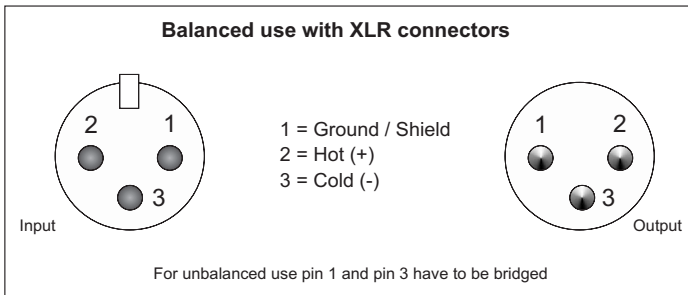 Balanced use with XLR connectors
2 1
3
Input
1 = Ground / Shield
2 = Hot (+)
3 = Cold (-)
1 2
3
Output
For unbalanced use pin 1 and pin 3 have to be bridged